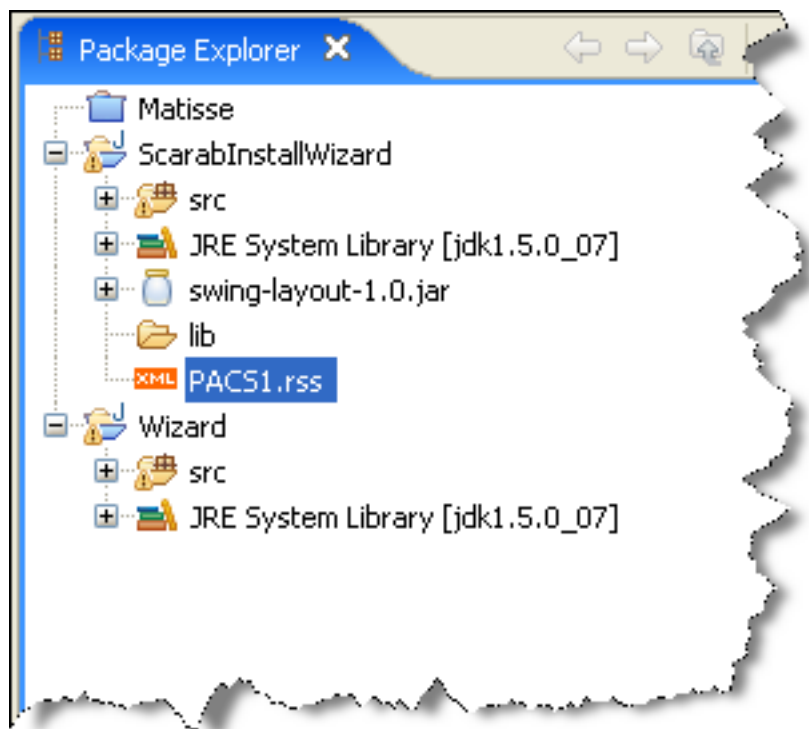 Package Explorer
Matisse
ScarabInstallWizard
src
JRE System Library [jdk1.5.0_07]
swing-layout-1.0.jar
lib
XML PACS1.rss
Wizard
src
JRE System Library [jdk1.5.0_07]